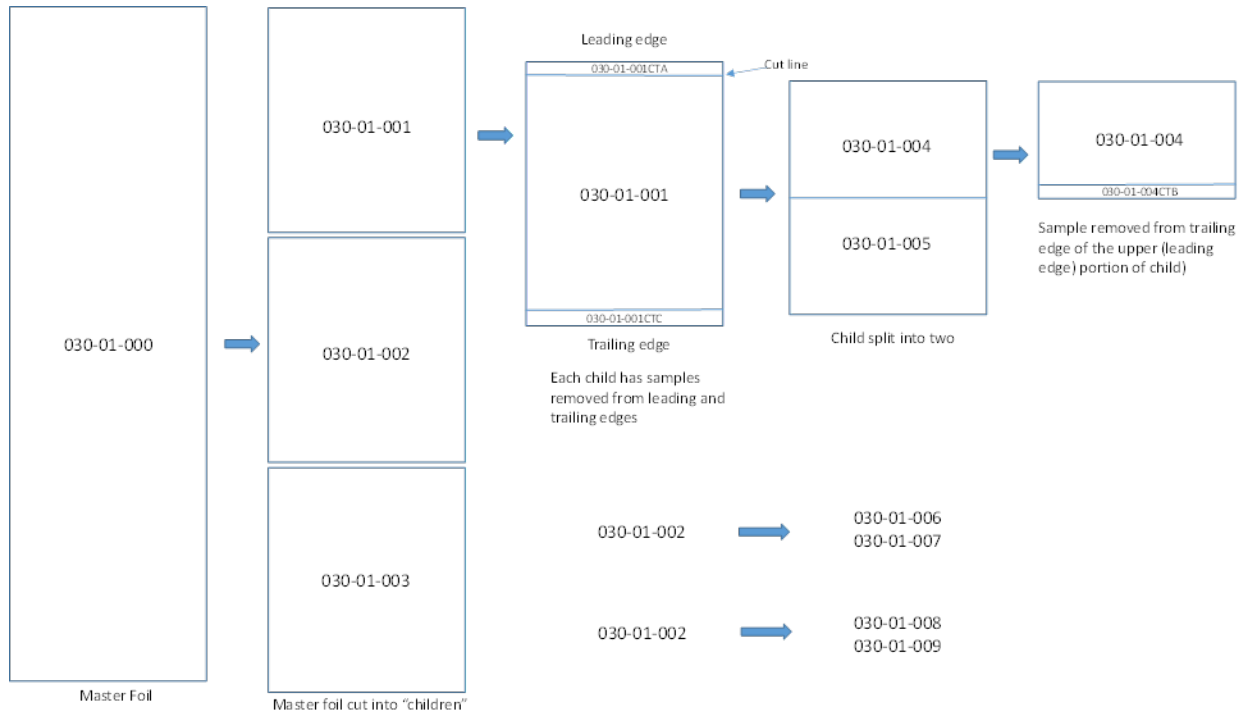 030-01-000
Master Foil
030-01-001
030-01-002
030-01-003
Master foil cut into "children"
Leading edge
030-01-001CTA
Cut line
030-01-001
030-01-001CTC
Trailing edge
Each child has samples
removed from leading and
trailing edges
030-01-004
030-01-005
Child split into two
030-01-004
030-01-004CTB
Sample removed from trailing
edge of the upper (leading
edge) portion of child)
030-01-002
030-01-006
030-01-007
030-01-002
030-01-008
030-01-009